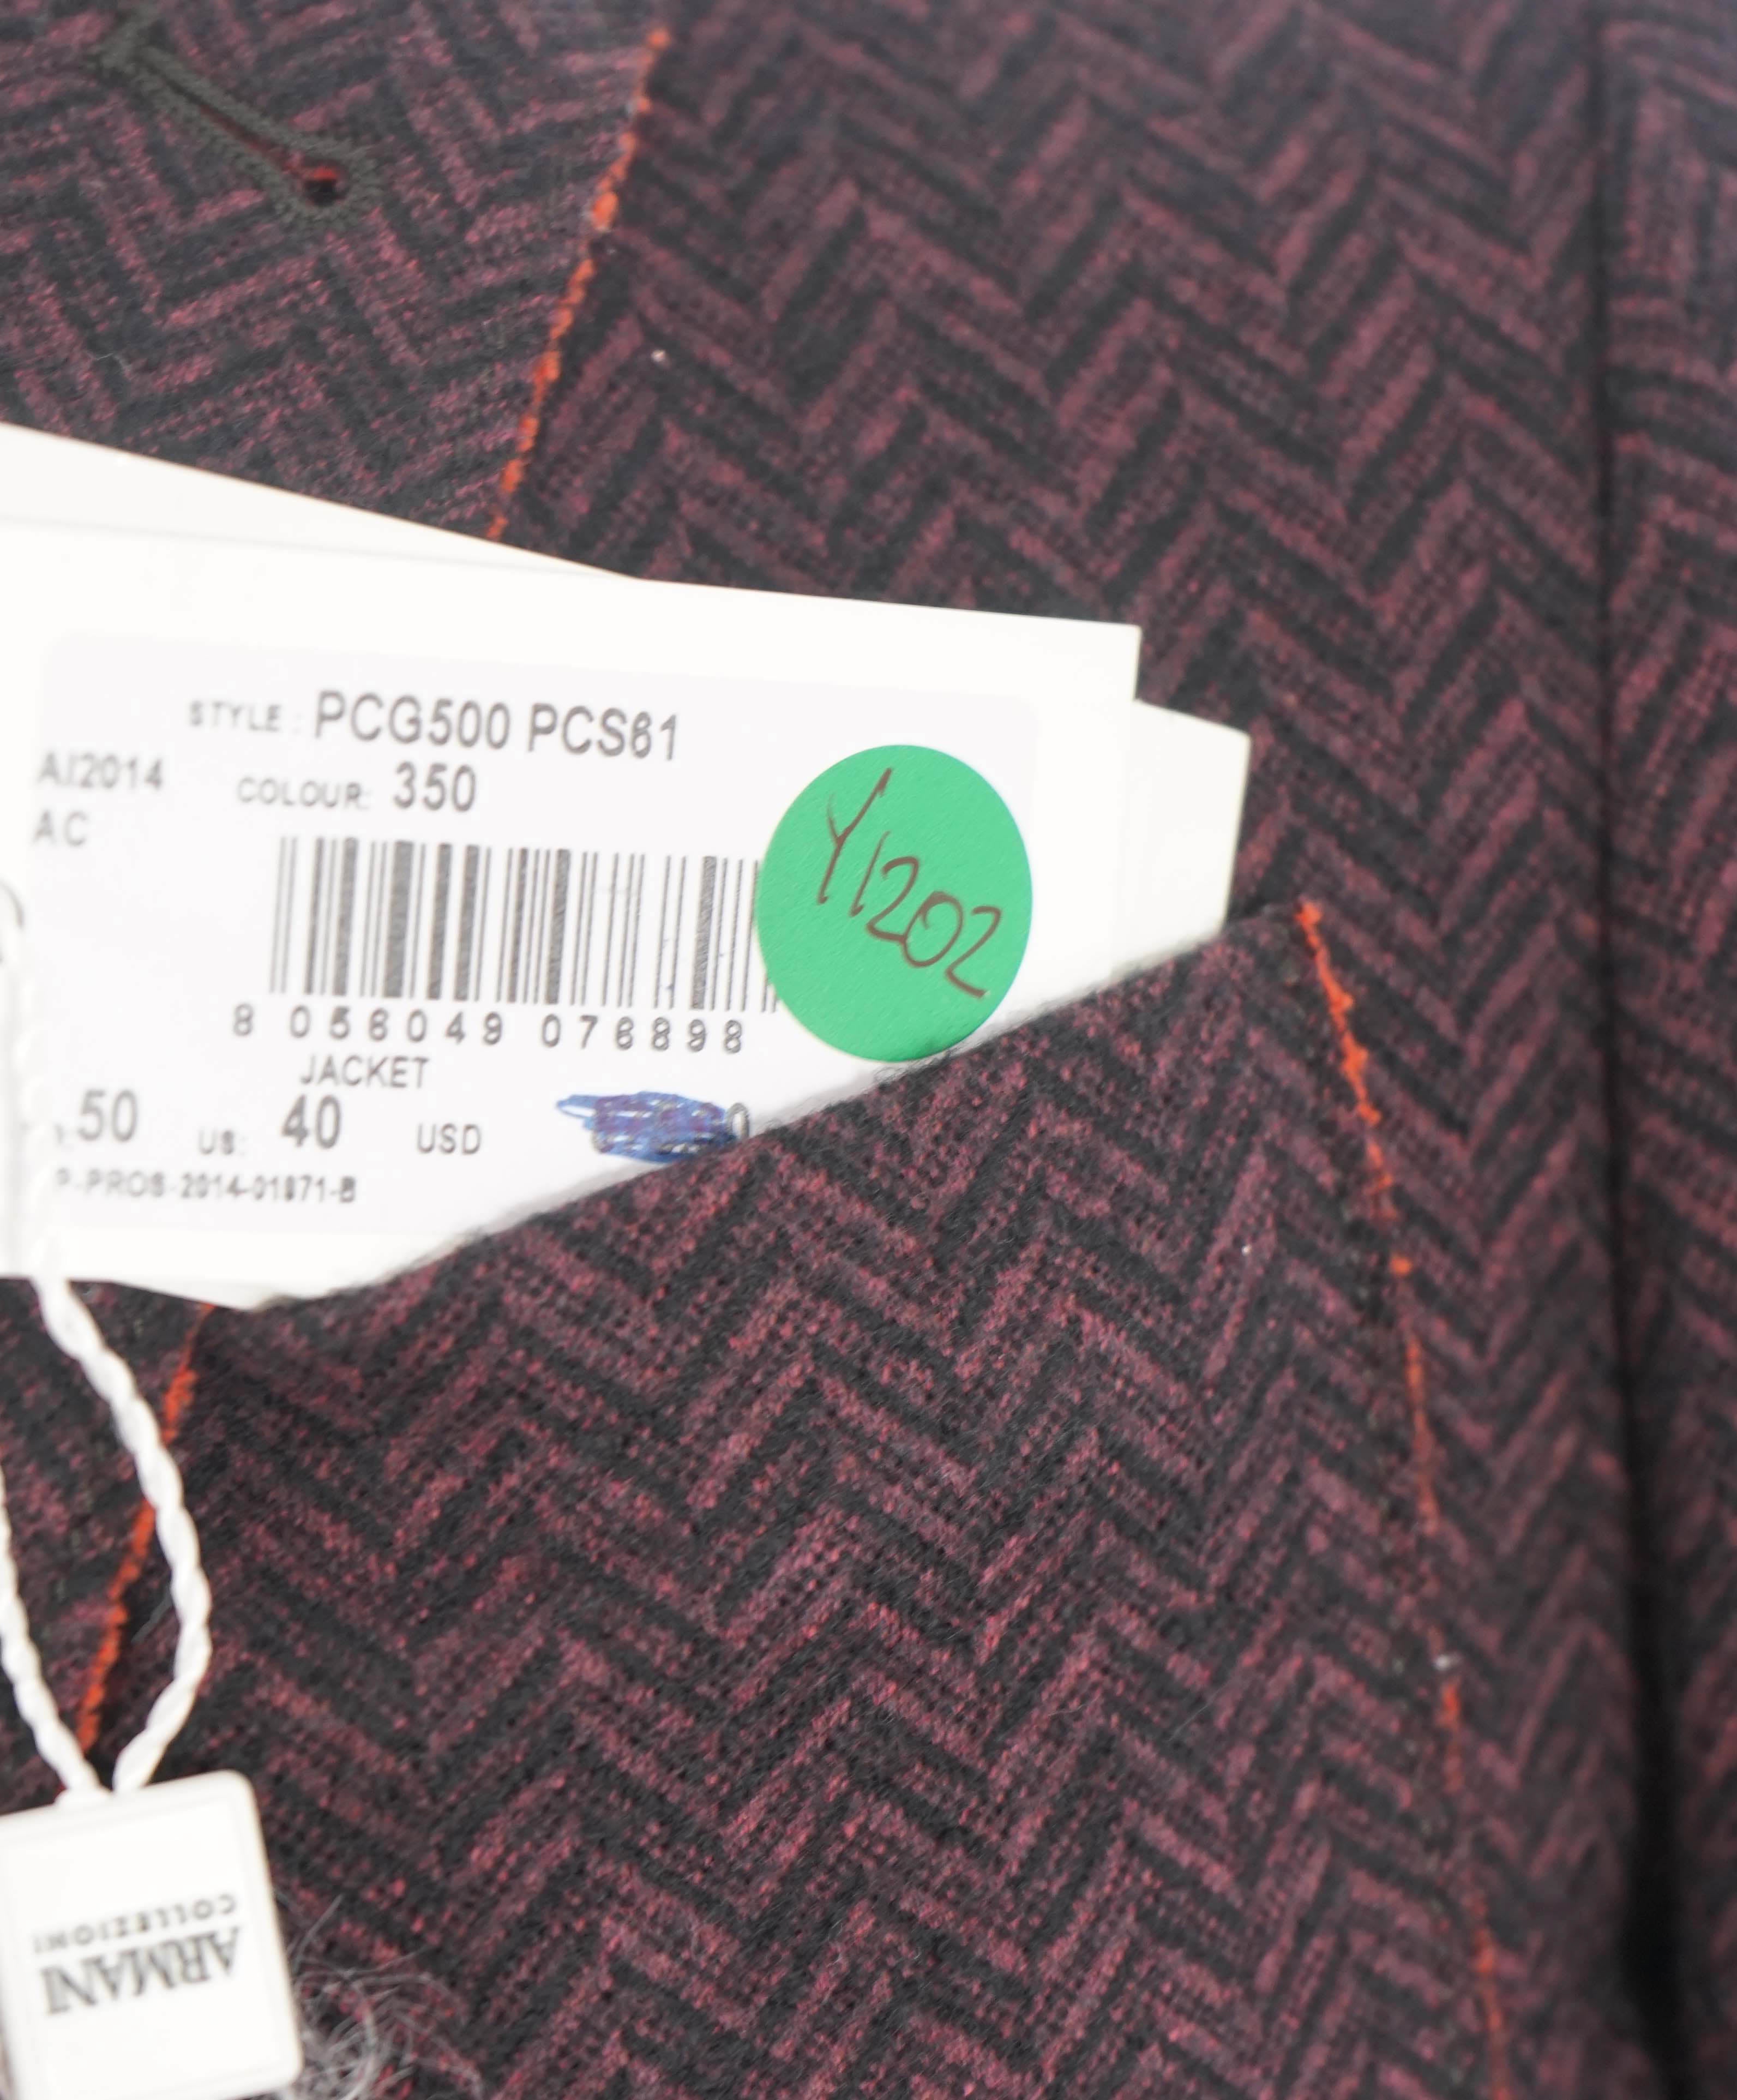 STYLE: PCG500 PCS61
AI2014
COLOUR: 350
AC
Y1202
8 056049 076898
JACKET
50 US: 40 USD
P-PROS-2014-01871-B
ARMANI
COLLEZIONI